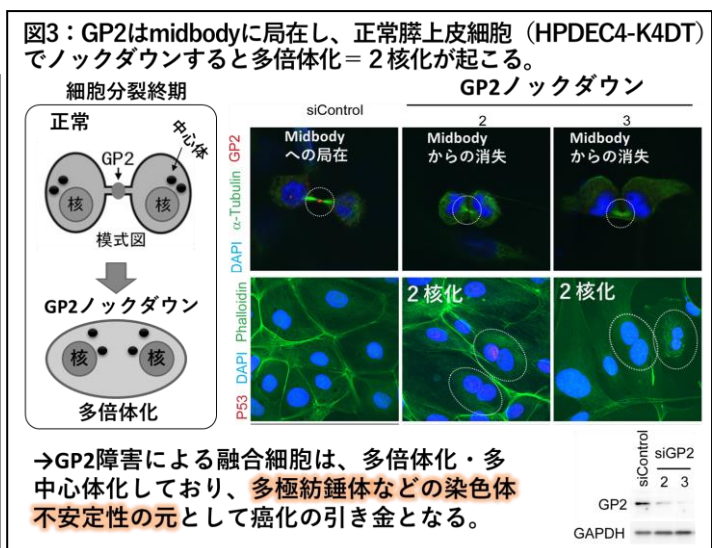 図3：GP2はmidbodyに局在し、正常膵上皮細胞（HPDEC4-K4DT）
でノックダウンすると多倍体化＝２核化が起こる。
細胞分裂終期
正常
中心体
GP2
核
核
模式図
GP2ノックダウン
核
核
多倍体化
GP2ノックダウン
siControl
2
3
DAPI α-Tubulin GP2
Midbody
への局在
Midbody
からの消失
Midbody
からの消失
P53 DAPI Phalloidin
２核化
２核化
→GP2障害による融合細胞は、多倍体化・多
中心体化しており、多極紡錘体などの染色体
不安定性の元として癌化の引き金となる。
siControl
siGP2
2 3
GP2
GAPDH